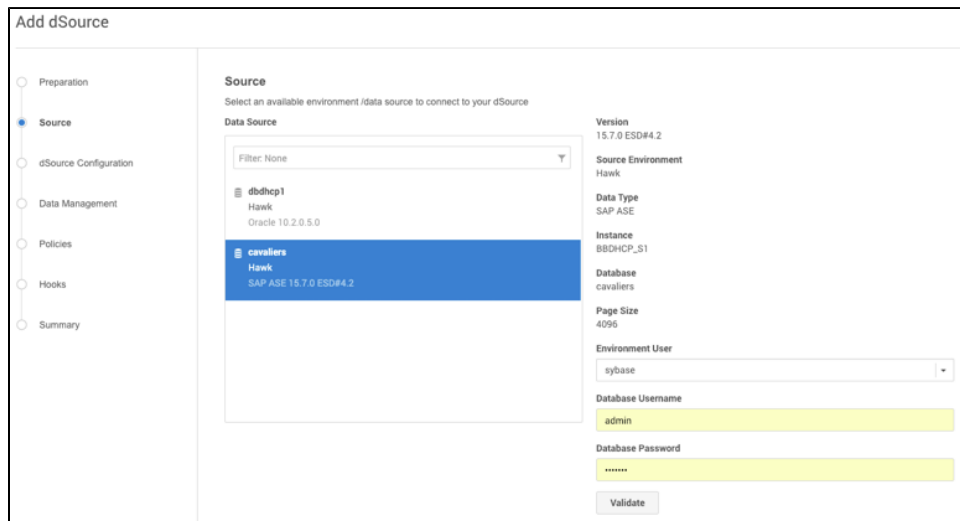 Add dSource
Preparation
Source
dSource Configuration
Data Management
Policies
Hooks
Summary
Source
Select an available environment /data source to connect to your dSource
Data Source
Filter: None
dbdhcp1
Hawk
Oracle 10.2.0.5.0
cavaliers
Hawk
SAP ASE 15.7.0 ESD#4.2
Version
15.7.0 ESD#4.2
Source Environment
Hawk
Data Type
SAP ASE
Instance
BBDHCP_S1
Database
cavaliers
Page Size
4096
Environment User
sybase
Database Username
admin
Database Password
•••••••
Validate